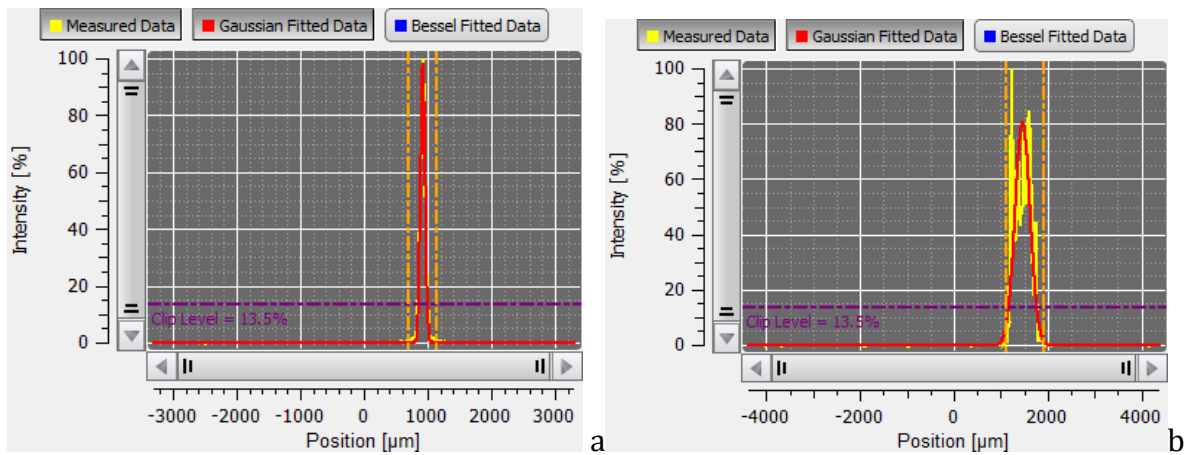 Measured Data Gaussian Fitted Data Bessel Fitted Data
100
80
60
40
20
0
Intensity [%]
Clip Level = 13.5%
-3000 -2000 -1000 0 1000 2000 3000
Position [µm]
a
Measured Data Gaussian Fitted Data Bessel Fitted Data
100
80
60
40
20
0
Intensity [%]
Clip Level = 13.5%
-4000 -2000 0 2000 4000
Position [µm]
b